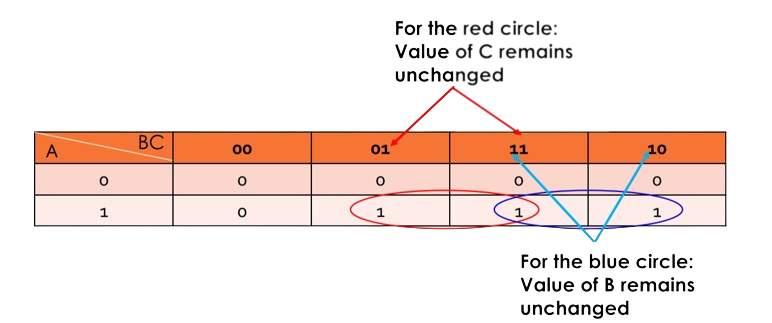 For the red circle:
Value of C remains
unchanged
A BC 00 01 11 10
0 0 0 0 0
1 0 1 1 1
For the blue circle:
Value of B remains
unchanged